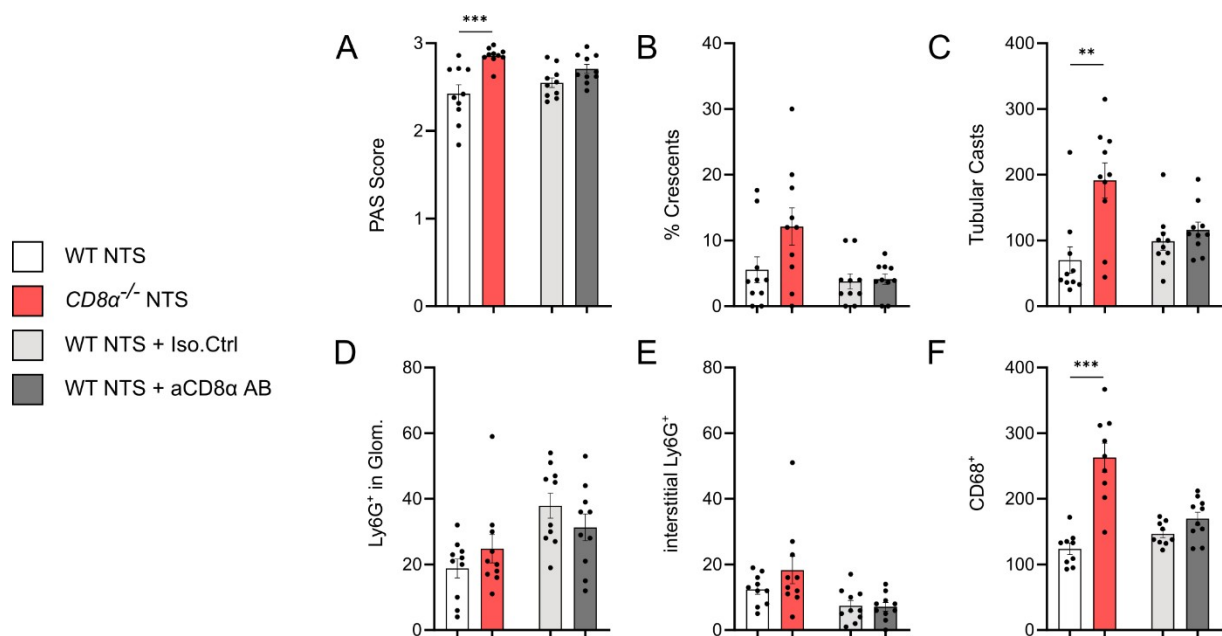 WT NTS
CD8α-/- NTS
WT NTS + Iso.Ctrl
WT NTS + aCD8α AB
A
***
3
2
1
0
PAS Score
B
40
30
20
10
0
% Crescents
C
**
400
300
200
100
0
Tubular Casts
D
80
60
40
20
0
Ly6G+ in Glom.
E
80
60
40
20
0
interstitial Ly6G+
F
***
400
300
200
100
0
CD68+